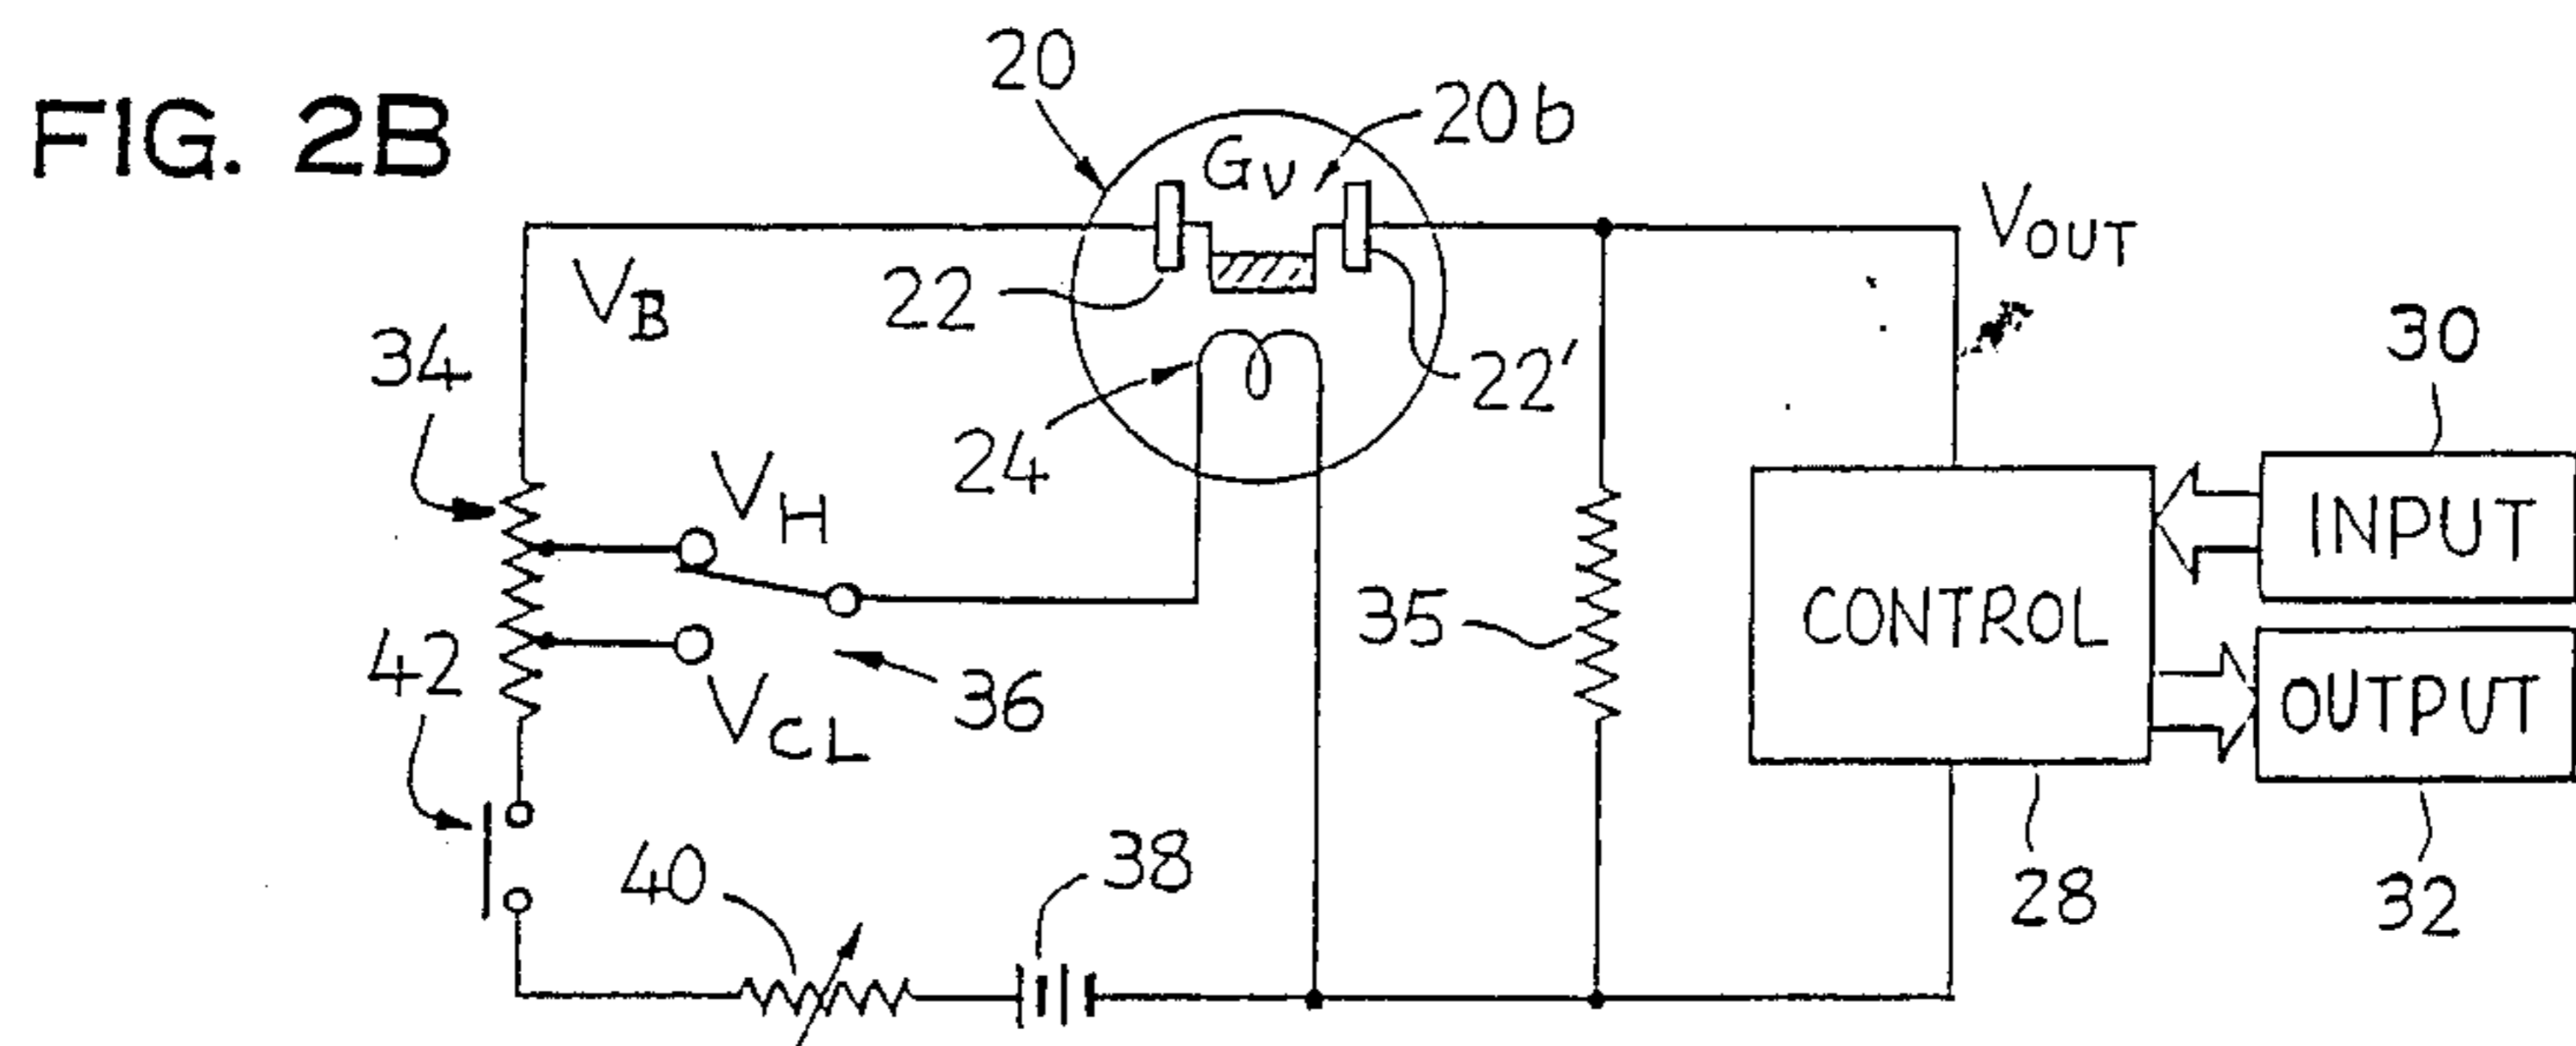 FIG. 2B
20
20b
Gv
VOUT
22
VB
30
34
22'
24
VH
INPUT
35
CONTROL
42
36
OUTPUT
VCL
40
38
28
32